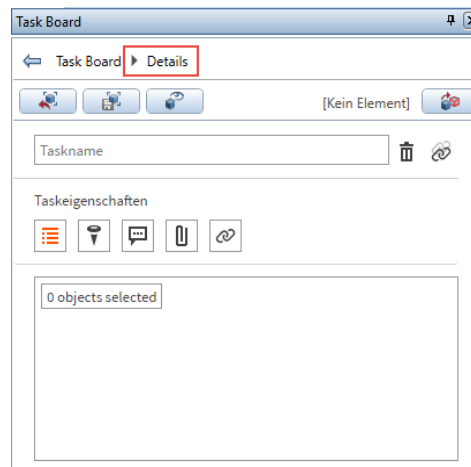 Task Board
Task Board Details
[Kein Element]
Taskname
Taskeigenschaften
0 objects selected